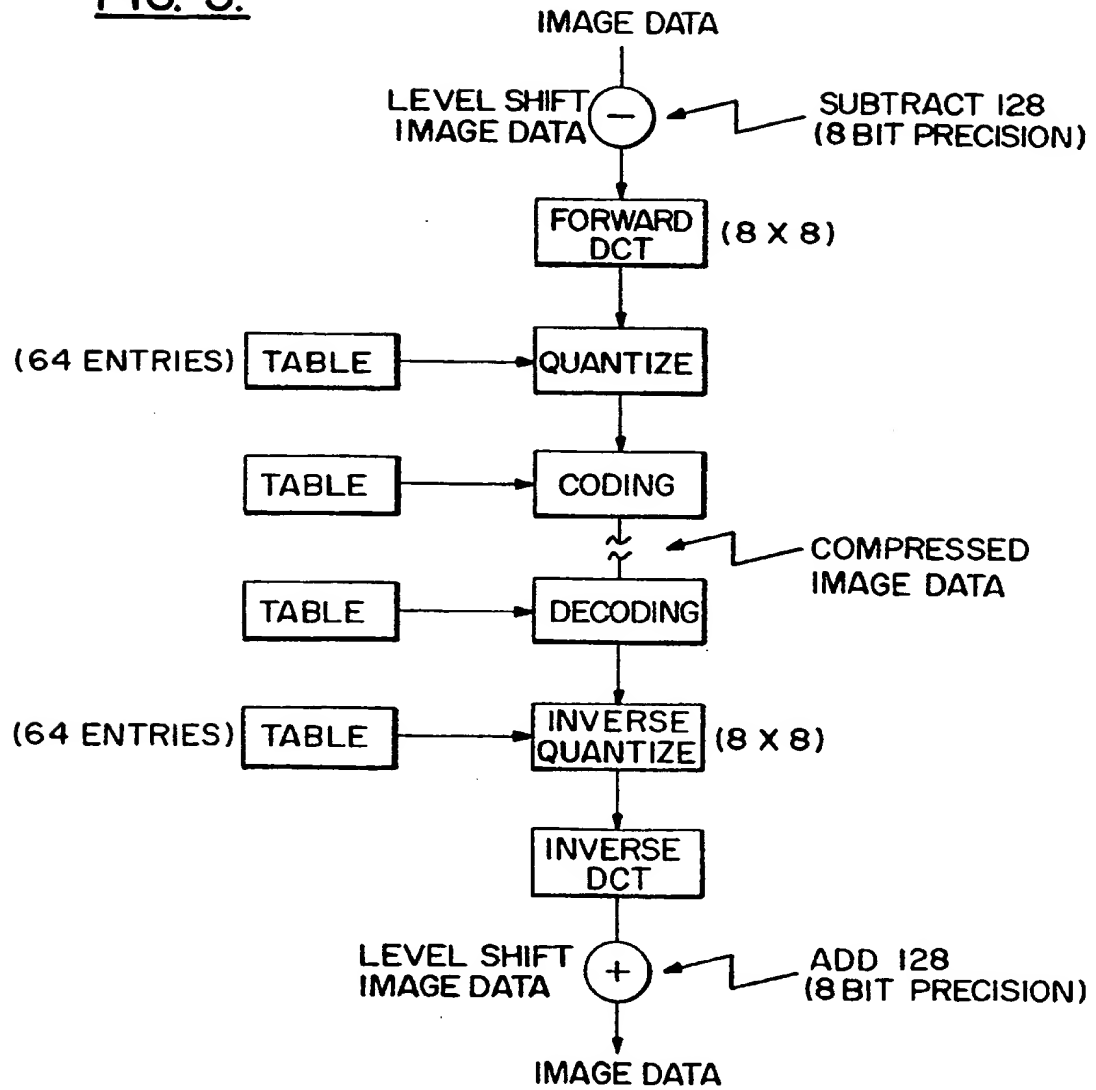 IMAGE DATA
LEVEL SHIFT
IMAGE DATA
−
SUBTRACT 128
(8 BIT PRECISION)
FORWARD
DCT
(8 X 8)
(64 ENTRIES)
TABLE
QUANTIZE
TABLE
CODING
COMPRESSED
IMAGE DATA
TABLE
DECODING
(64 ENTRIES)
TABLE
INVERSE
QUANTIZE
(8 X 8)
INVERSE
DCT
LEVEL SHIFT
IMAGE DATA
+
ADD 128
(8 BIT PRECISION)
IMAGE DATA